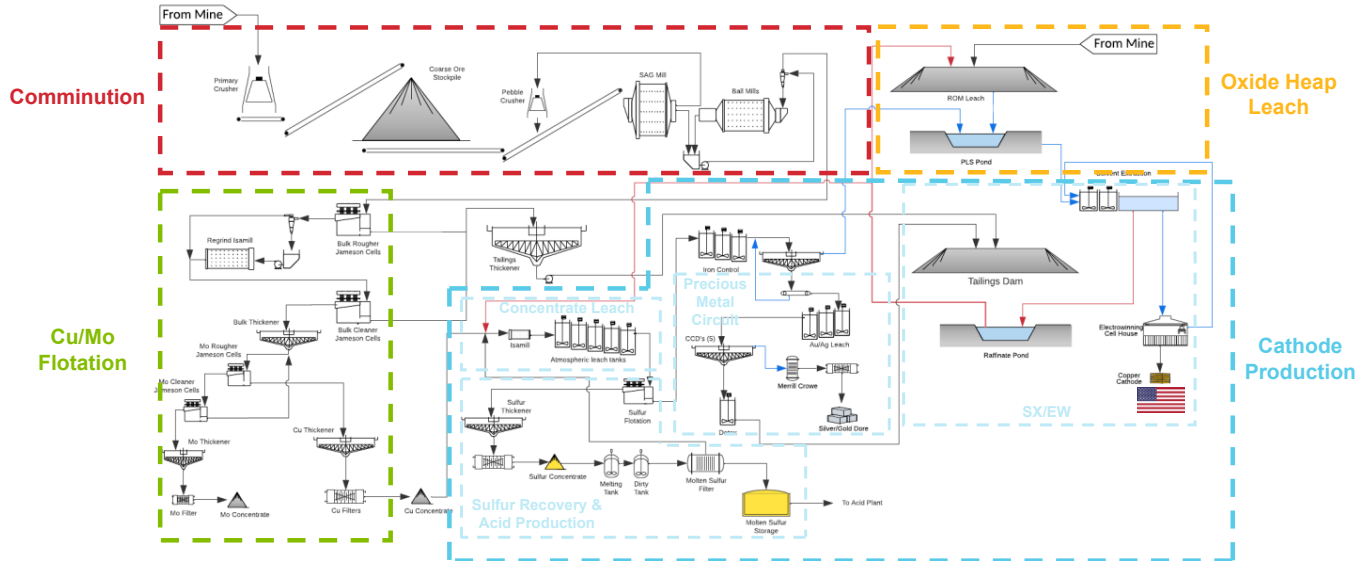 From Mine
Comminution
Primary
Crusher
Coarse Ore
Stockpile
Pebble
Crusher
SAG Mill
Ball Mills
From Mine
ROM Leach
PLS Pond
Oxide Heap
Leach
Cu/Mo
Flotation
Regrind Isamill
Bulk Rougher
Jameson Cells
Bulk Cleaner
Jameson Cells
Bulk Thickener
Mo Rougher
Jameson Cells
Mo Cleaner
Jameson Cells
Mo Thickener
Cu Thickener
Mo Filter
Mo Concentrate
Cu Filters
Cu Concentrate
Tailings
Thickener
Concentrate Leach
Isamill
Atmospheric leach tanks
Sulfur
Flotation
Sulfur
Thickener
Sulfur Concentrate
Melting
Tank
Dirty
Tank
Molten Sulfur
Filter
Molten Sulfur
Storage
To Acid Plant
Sulfur Recovery &
Acid Production
Iron Control
Precious
Metal
Circuit
Au/Ag Leach
CCD's (5)
Merrill Crowe
Silver/Gold Dore
Extraction
Tailings Dam
Raffinate Pond
Electrowinning
Cell House
Copper
Cathode
SX/EW
Cathode
Production